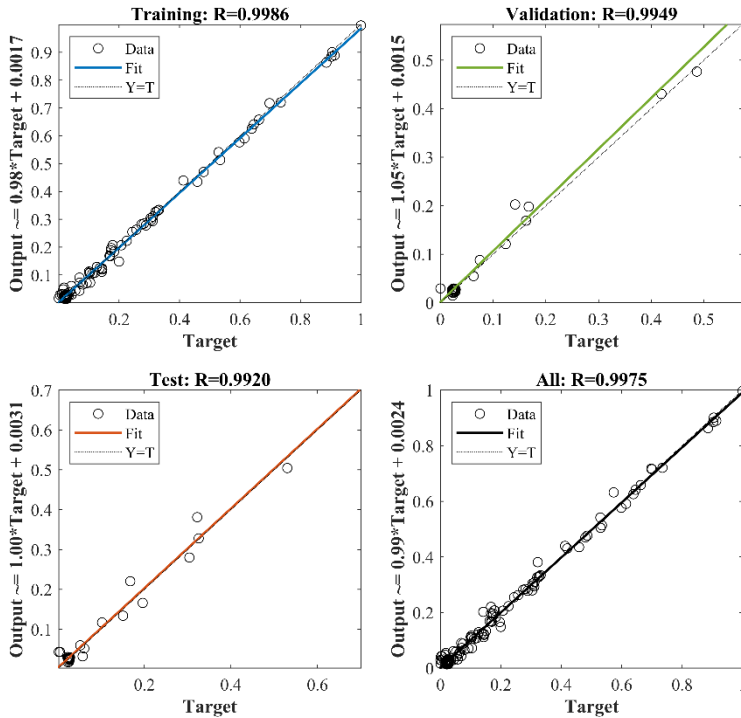 Training: R=0.9986
Output ~= 0.98*Target + 0.0017
0.9
0.8
0.7
0.6
0.5
0.4
0.3
0.2
0.1
Data
Fit
Y=T
0.2
0.4
0.6
0.8
1
Target
Validation: R=0.9949
Output ~= 1.05*Target + 0.0015
0.5
0.4
0.3
0.2
0.1
0
Data
Fit
Y=T
0
0.1
0.2
0.3
0.4
0.5
Target
Test: R=0.9920
Output ~= 1.00*Target + 0.0031
0.7
0.6
0.5
0.4
0.3
0.2
0.1
Data
Fit
Y=T
0.2
0.4
0.6
Target
All: R=0.9975
Output ~= 0.99*Target + 0.0024
1
0.8
0.6
0.4
0.2
0
Data
Fit
Y=T
0
0.2
0.4
0.6
0.8
Target